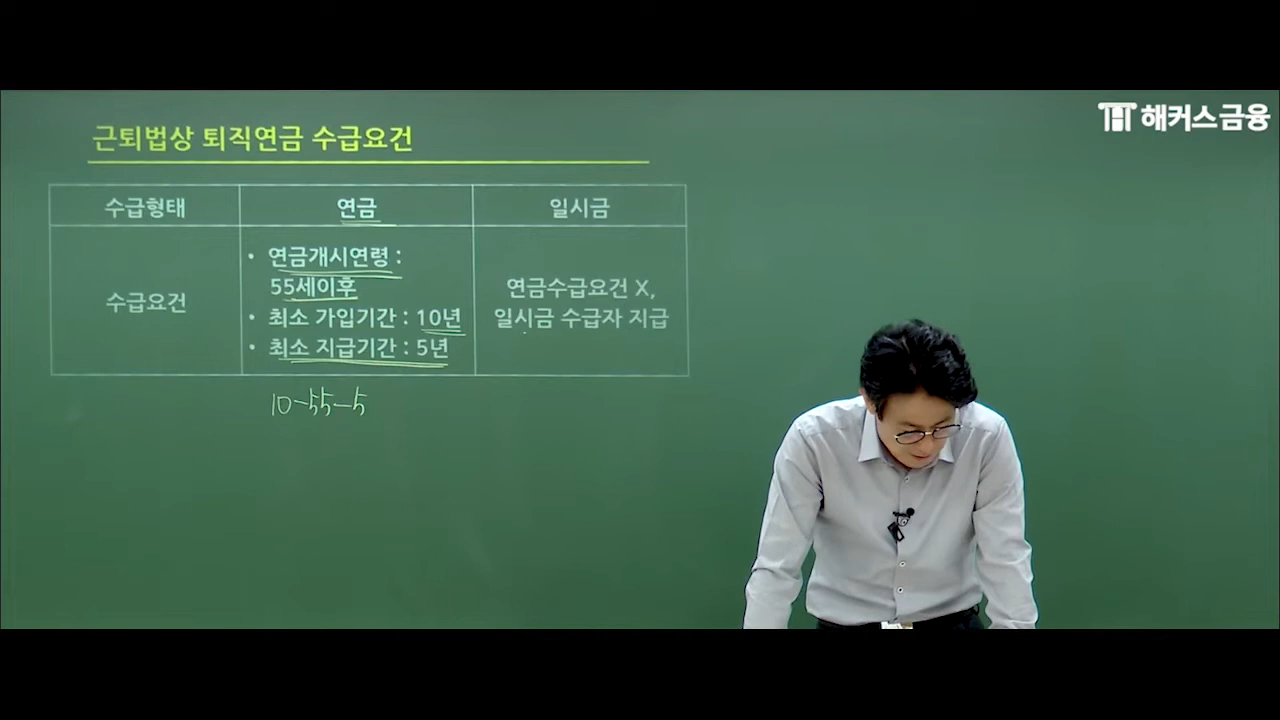 해커스금융
근퇴법상 퇴직연금 수급요건
수급형태
연금
일시금
수급요건
• 연금개시연령 :
55세이후
• 최소 가입기간 : 10년
• 최소 지급기간 : 5년
연금수급요건 X,
일시금 수급자 지급
10-55-5